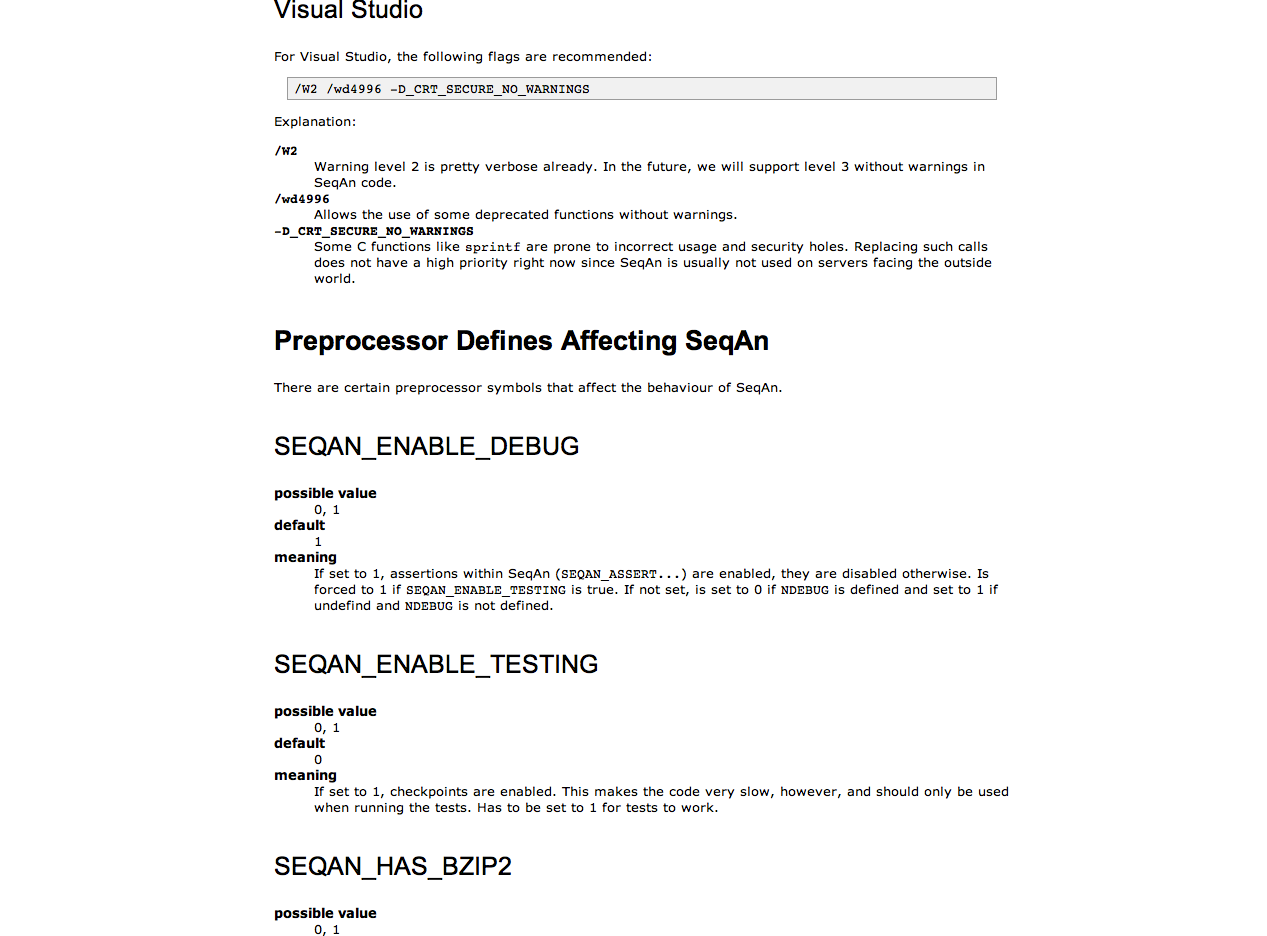 Visual Studio
For Visual Studio, the following flags are recommended:
/W2 /wd4996 -D_CRT_SECURE_NO_WARNINGS
Explanation:
/W2
Warning level 2 is pretty verbose already. In the future, we will support level 3 without warnings in
SeqAn code.
/wd4996
Allows the use of some deprecated functions without warnings.
-D_CRT_SECURE_NO_WARNINGS
Some C functions like sprintf are prone to incorrect usage and security holes. Replacing such calls
does not have a high priority right now since SeqAn is usually not used on servers facing the outside
world.
Preprocessor Defines Affecting SeqAn
There are certain preprocessor symbols that affect the behaviour of SeqAn.
SEQAN_ENABLE_DEBUG
possible value
0, 1
default
1
meaning
If set to 1, assertions within SeqAn (SEQAN_ASSERT...) are enabled, they are disabled otherwise. Is
forced to 1 if SEQAN_ENABLE_TESTING is true. If not set, is set to 0 if NDEBUG is defined and set to 1 if
undefind and NDEBUG is not defined.
SEQAN_ENABLE_TESTING
possible value
0, 1
default
0
meaning
If set to 1, checkpoints are enabled. This makes the code very slow, however, and should only be used
when running the tests. Has to be set to 1 for tests to work.
SEQAN_HAS_BZIP2
possible value
0, 1